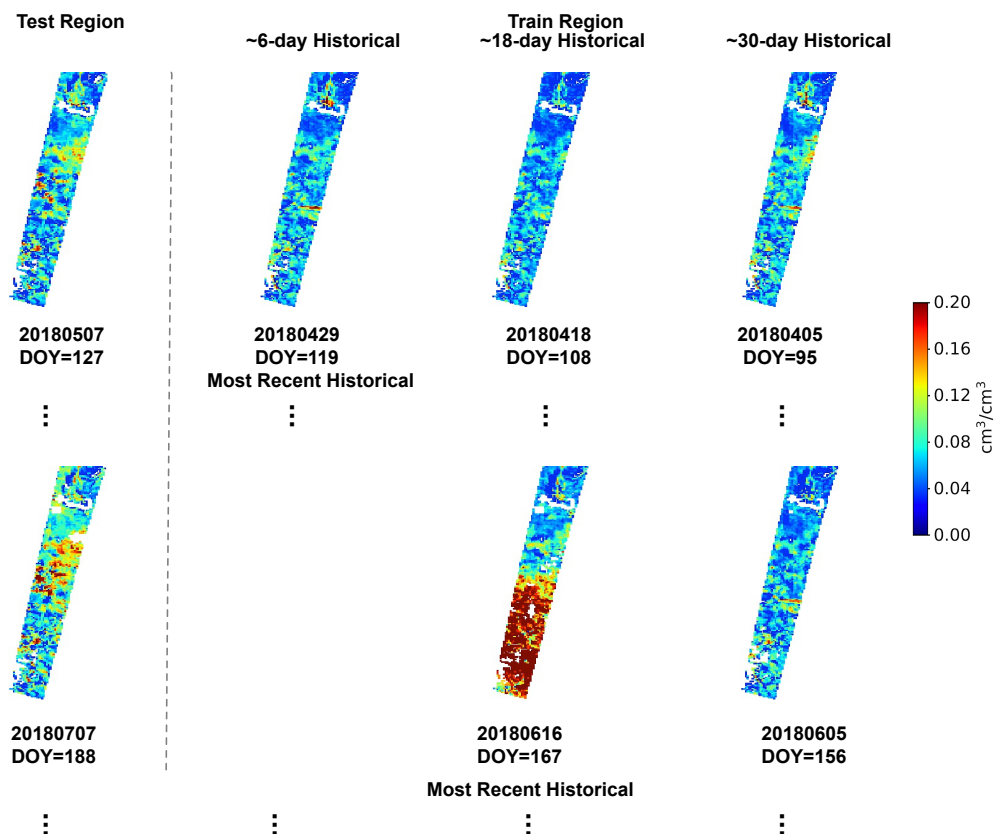 Test Region
Train Region
~6-day Historical
~18-day Historical
~30-day Historical
20180507
DOY=127
20180429
DOY=119
Most Recent Historical
20180418
DOY=108
20180405
DOY=95
0.20
0.16
0.12
0.08
0.04
0.00
cm³/cm³
20180707
DOY=188
20180616
DOY=167
Most Recent Historical
20180605
DOY=156